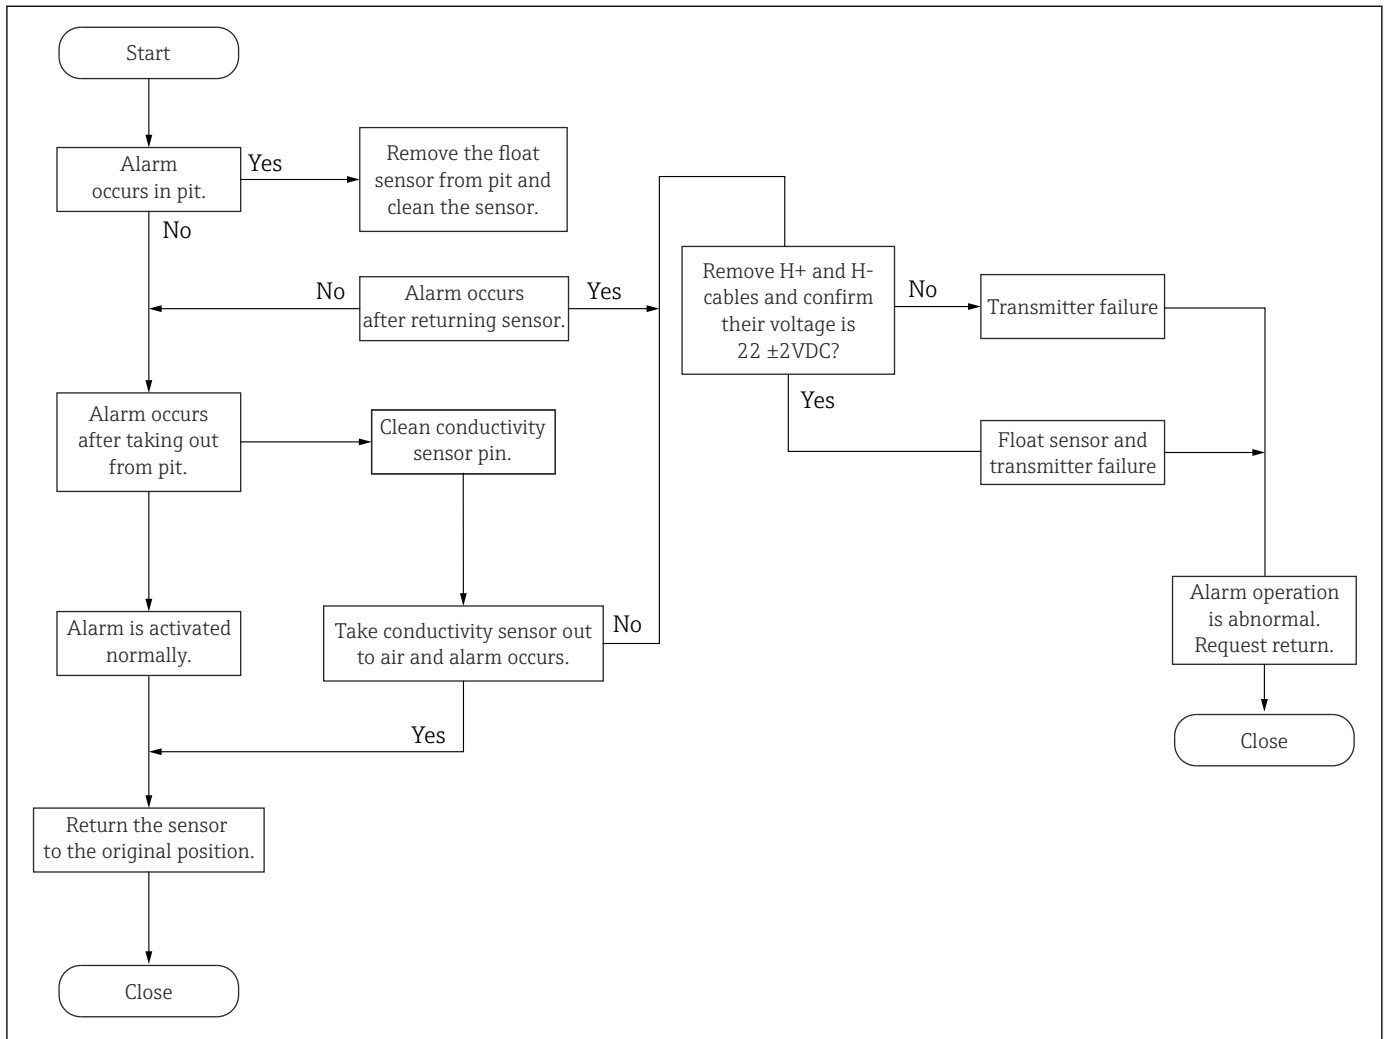 Start
Alarm
occurs in pit.
Yes
Remove the float
sensor from pit and
clean the sensor.
No
No
Alarm occurs
after returning sensor.
Yes
Remove H+ and H-
cables and confirm
their voltage is
22 ±2VDC?
No
Transmitter failure
Yes
Float sensor and
transmitter failure
Alarm occurs
after taking out
from pit.
Clean conductivity
sensor pin.
Alarm is activated
normally.
Take conductivity sensor out
to air and alarm occurs.
No
Yes
Alarm operation
is abnormal.
Request return.
Close
Return the sensor
to the original position.
Close